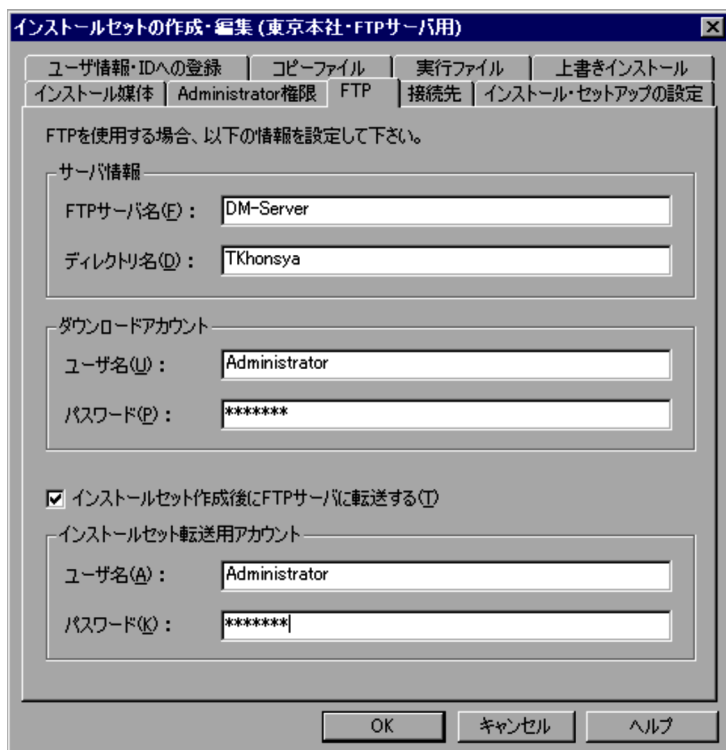 インストールセットの作成・編集 (東京本社・FTPサーバ用)
ユーザ情報・IDへの登録 コピーファイル 実行ファイル 上書きインストール
インストール媒体 Administrator権限 FTP 接続先 インストール・セットアップの設定
FTPを使用する場合、以下の情報を設定して下さい。
サーバ情報
FTPサーバ名(F)： DM-Server
ディレクトリ名(D)： TKhonsya
ダウンロードアカウント
ユーザ名(U)： Administrator
パスワード(P)： *******
インストールセット作成後にFTPサーバに転送する(T)
インストールセット転送用アカウント
ユーザ名(A)： Administrator
パスワード(K)： *******
OK キャンセル ヘルプ